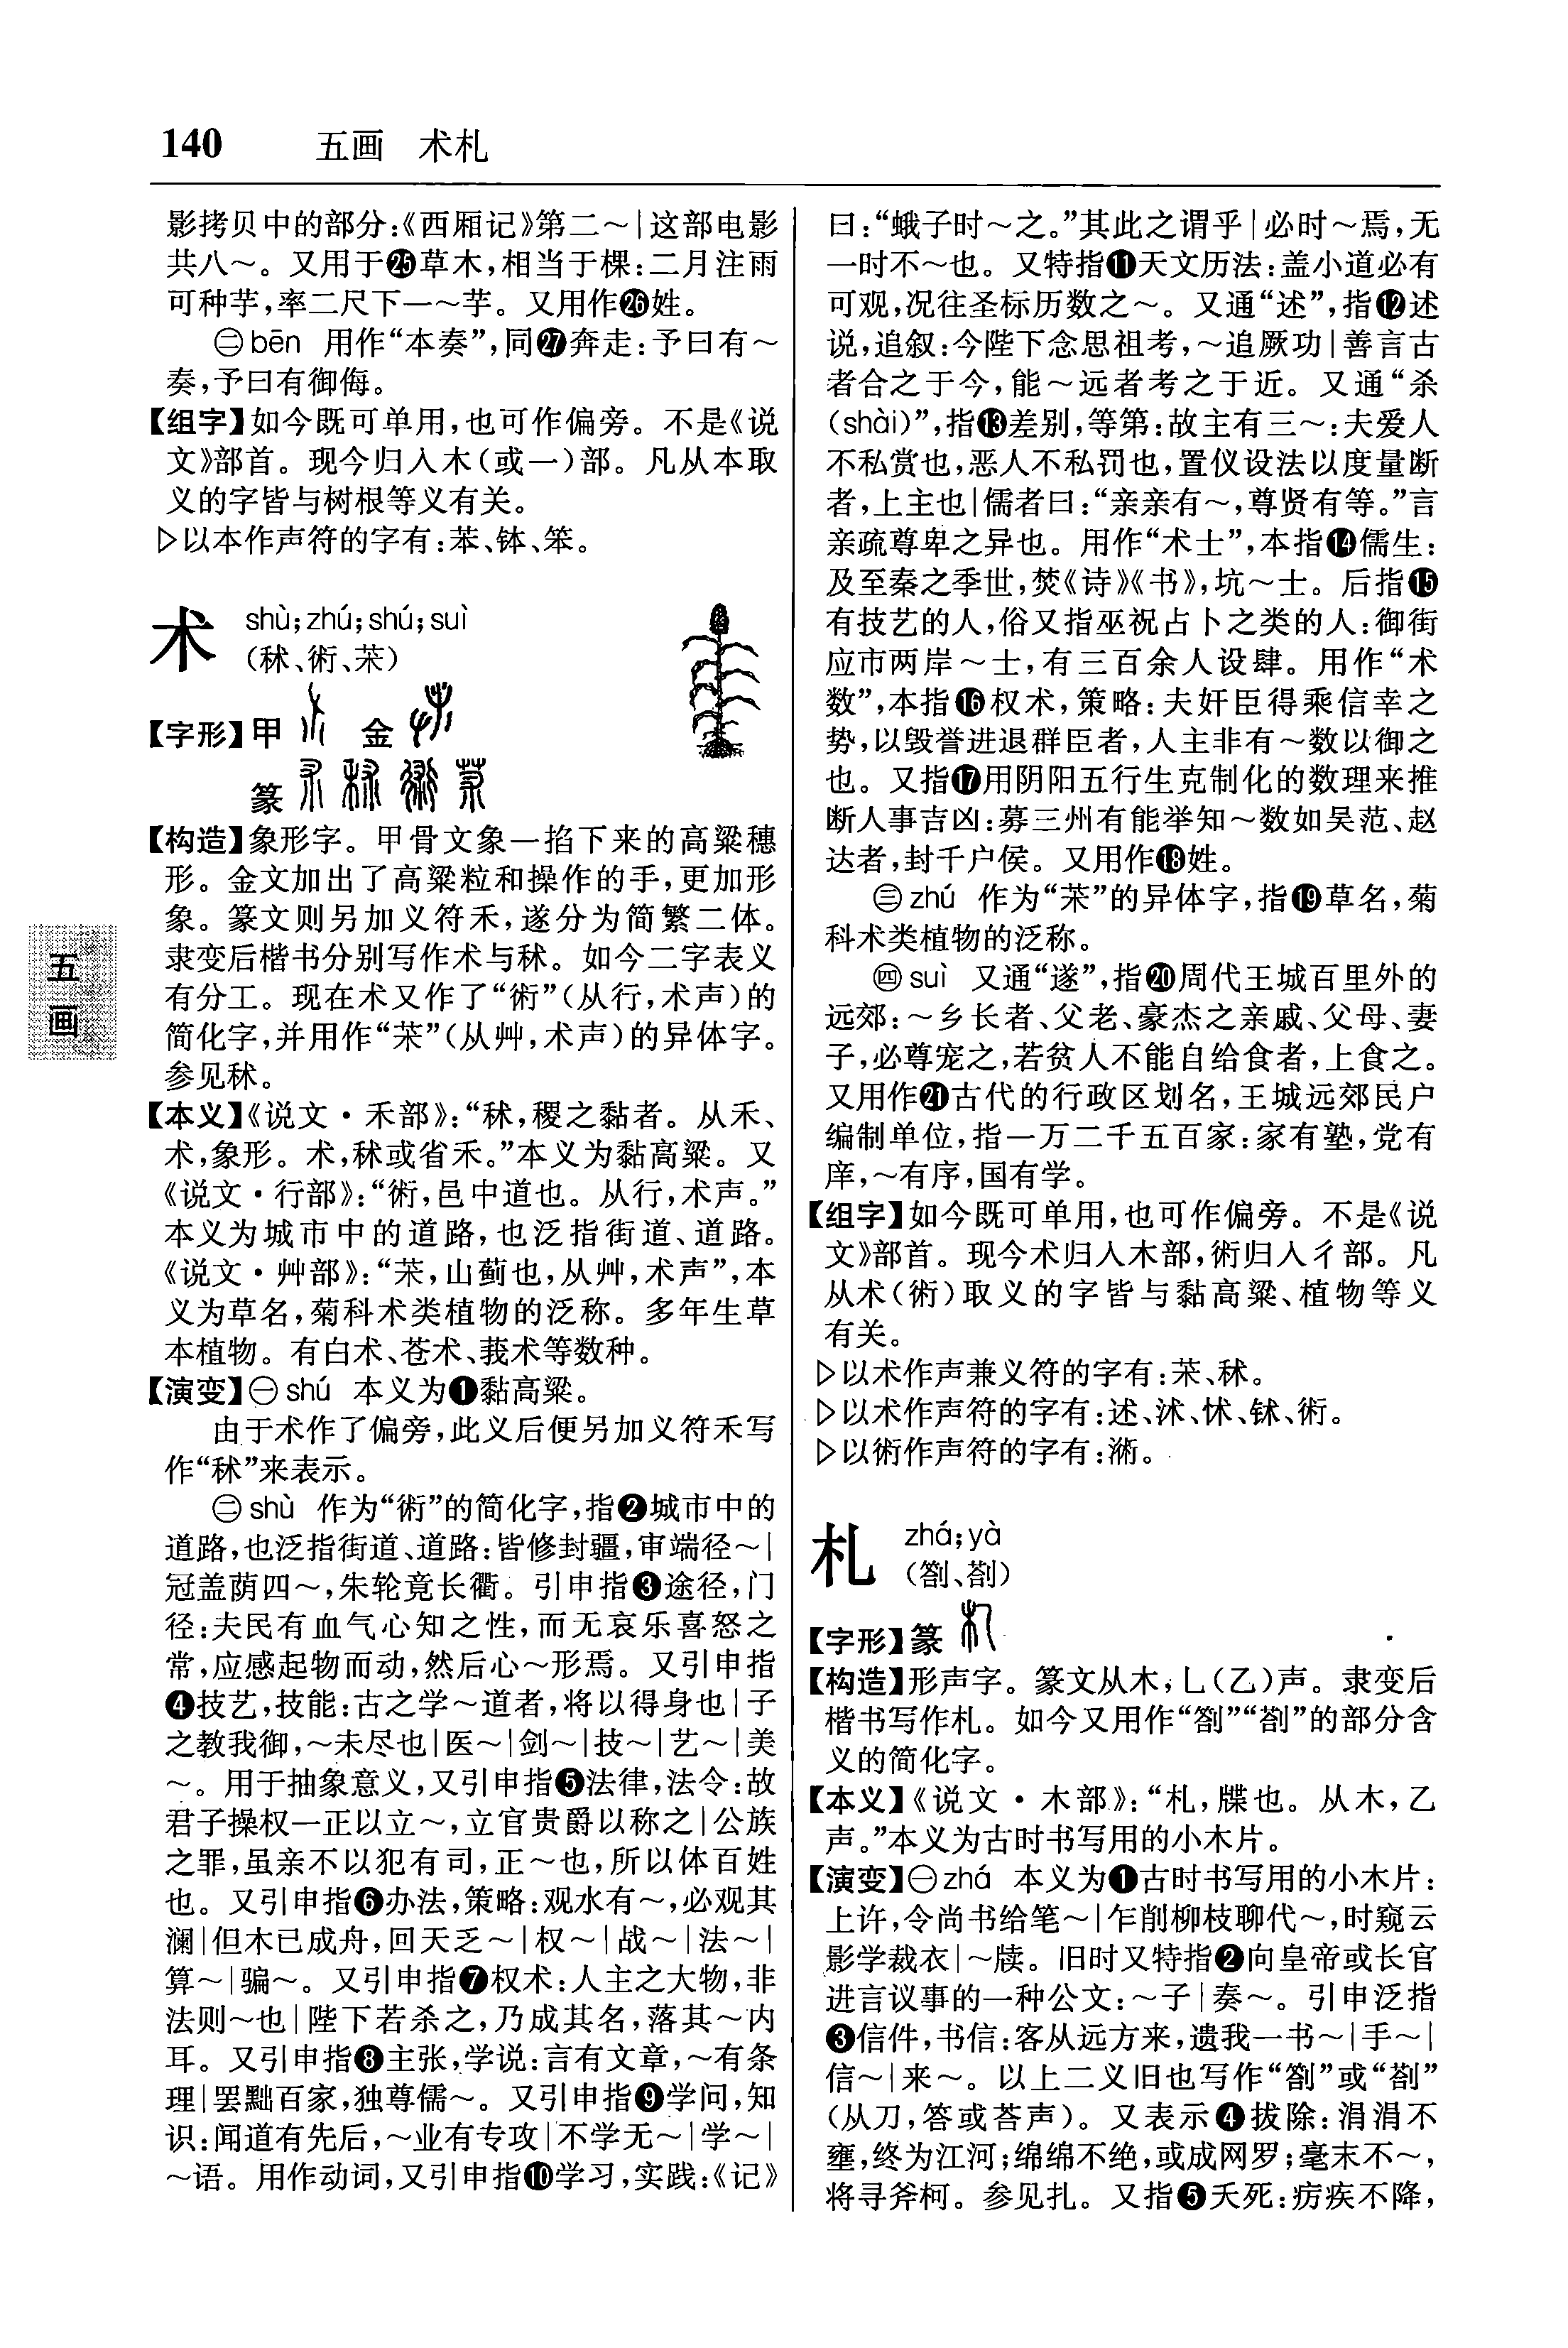 140 五画 术札
影拷贝中的部分:《西厢记》第二～|这部电影
共八～。又用于㉕草木,相当于棵:二月注雨
可种芋,率二尺下一～芋。又用作㉖姓。
㊁bēn 用作“本奏”,同㉗奔走:予曰有～
奏,予曰有御侮。
【组字】如今既可单用,也可作偏旁。不是《说
文》部首。现今归入木(或一)部。凡从本取
义的字皆与树根等义有关。
▷以本作声符的字有:苯、钵、笨。
术 shù;zhú;shú;suì
(秫、術、苿)
【字形】甲 金
篆
【构造】象形字。甲骨文象一掐下来的高粱穗
形。金文加出了高粱粒和操作的手,更加形
象。篆文则另加义符禾,遂分为简繁二体。
隶变后楷书分别写作术与秫。如今二字表义
有分工。现在术又作了“術”(从行,术声)的
简化字,并用作“苿”(从艸,术声)的异体字。
参见秫。
【本义】《说文·禾部》:“秫,稷之黏者。从禾、
术,象形。术,秫或省禾。”本义为黏高粱。又
《说文·行部》:“術,邑中道也。从行,术声。”
本义为城市中的道路,也泛指街道、道路。
《说文·艸部》:“苿,山蓟也,从艸,术声”,本
义为草名,菊科术类植物的泛称。多年生草
本植物。有白术、苍术、莪术等数种。
【演变】㊀shú 本义为❶黏高粱。
由于术作了偏旁,此义后便另加义符禾写
作“秫”来表示。
㊁shù 作为“術”的简化字,指❷城市中的
道路,也泛指街道、道路:皆修封疆,审端径～|
冠盖荫四～,朱轮竟长衢。引申指❸途径,门
径:夫民有血气心知之性,而无哀乐喜怒之
常,应感起物而动,然后心～形焉。又引申指
❹技艺,技能:古之学～道者,将以得身也|子
之教我御,～未尽也|医～|剑～|技～|艺～|美
～。用于抽象意义,又引申指❺法律,法令:故
君子操权一正以立～,立官贵爵以称之|公族
之罪,虽亲不以犯有司,正～也,所以体百姓
也。又引申指❻办法,策略:观水有～,必观其
澜|但木已成舟,回天乏～|权～|战～|法～|
算～|骗～。又引申指❼权术:人主之大物,非
法则～也|陛下若杀之,乃成其名,落其～内
耳。又引申指❽主张,学说:言有文章,～有条
理|罢黜百家,独尊儒～。又引申指❾学问,知
识:闻道有先后,～业有专攻|不学无～|学～|
～语。用作动词,又引申指❿学习,实践:《记》
曰:“蛾子时～之。”其此之谓乎|必时～焉,无
一时不～也。又特指⓫天文历法:盖小道必有
可观,况往圣标历数之～。又通“述”,指⓬述
说,追叙:今陛下念思祖考,～追厥功|善言古
者合之于今,能～远者考之于近。又通“杀
(shài)”,指⓭差别,等第:故主有三～:夫爱人
不私赏也,恶人不私罚也,置仪设法以度量断
者,上主也|儒者曰:“亲亲有～,尊贤有等。”言
亲疏尊卑之异也。用作“术士”,本指⓮儒生:
及至秦之季世,焚《诗》《书》,坑～士。后指⓯
有技艺的人,俗又指巫祝占卜之类的人:御街
应市两岸～士,有三百余人设肆。用作“术
数”,本指⓰权术,策略:夫奸臣得乘信幸之
势,以毁誉进退群臣者,人主非有～数以御之
也。又指⓱用阴阳五行生克制化的数理来推
断人事吉凶:募三州有能举知～数如吴范、赵
达者,封千户侯。又用作⓲姓。
㊂zhú 作为“苿”的异体字,指⓳草名,菊
科术类植物的泛称。
㊃suì 又通“遂”,指⓴周代王城百里外的
远郊:～乡长者、父老、豪杰之亲戚、父母、妻
子,必尊宠之,若贫人不能自给食者,上食之。
又用作㉑古代的行政区划名,王城远郊民户
编制单位,指一万二千五百家:家有塾,党有
庠,～有序,国有学。
【组字】如今既可单用,也可作偏旁。不是《说
文》部首。现今术归入木部,術归入彳部。凡
从术(術)取义的字皆与黏高粱、植物等义
有关。
▷以术作声兼义符的字有:苿、秫。
▷以术作声符的字有:述、沭、怵、鉥、術。
▷以術作声符的字有:潏。
札 zhá;yà
(劄、剳)
【字形】篆
【构造】形声字。篆文从木,乚(乙)声。隶变后
楷书写作札。如今又用作“劄”“剳”的部分含
义的简化字。
【本义】《说文·木部》:“札,牒也。从木,乙
声。”本义为古时书写用的小木片。
【演变】㊀zhá 本义为❶古时书写用的小木片:
上许,令尚书给笔～|乍削柳枝聊代～,时窥云
影学裁衣|～牍。旧时又特指❷向皇帝或长官
进言议事的一种公文:～子|奏～。引申泛指
❸信件,书信:客从远方来,遗我一书～|手～|
信～|来～。以上二义旧也写作“劄”或“剳”
(从刀,答或荅声)。又表示❹拔除:涓涓不
壅,终为江河;绵绵不绝,或成网罗;毫末不～,
将寻斧柯。参见扎。又指❺夭死:疠疾不降,
五画